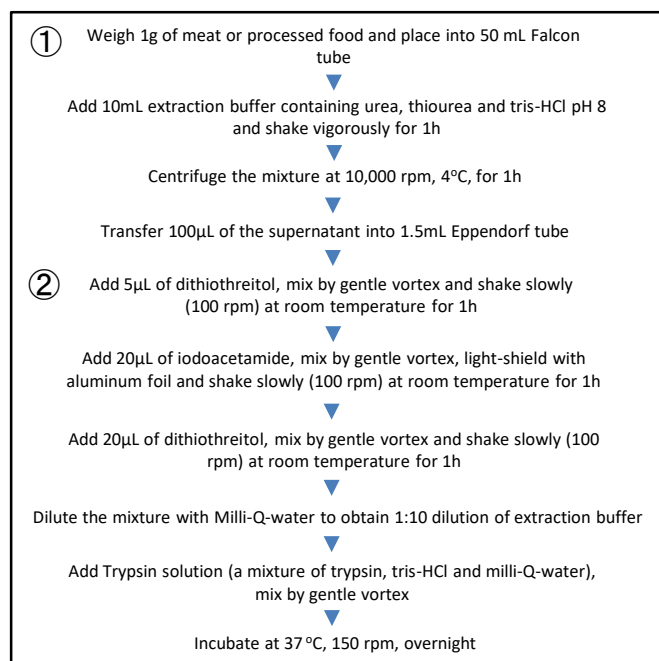 ① Weigh 1g of meat or processed food and place into 50 mL Falcon
tube
Add 10mL extraction buffer containing urea, thiourea and tris-HCl pH 8
and shake vigorously for 1h
Centrifuge the mixture at 10,000 rpm, 4°C, for 1h
Transfer 100µL of the supernatant into 1.5mL Eppendorf tube
② Add 5µL of dithiothreitol, mix by gentle vortex and shake slowly
(100 rpm) at room temperature for 1h
Add 20µL of iodoacetamide, mix by gentle vortex, light-shield with
aluminum foil and shake slowly (100 rpm) at room temperature for 1h
Add 20µL of dithiothreitol, mix by gentle vortex and shake slowly (100
rpm) at room temperature for 1h
Dilute the mixture with Milli-Q-water to obtain 1:10 dilution of extraction buffer
Add Trypsin solution (a mixture of trypsin, tris-HCl and milli-Q-water),
mix by gentle vortex
Incubate at 37 °C, 150 rpm, overnight